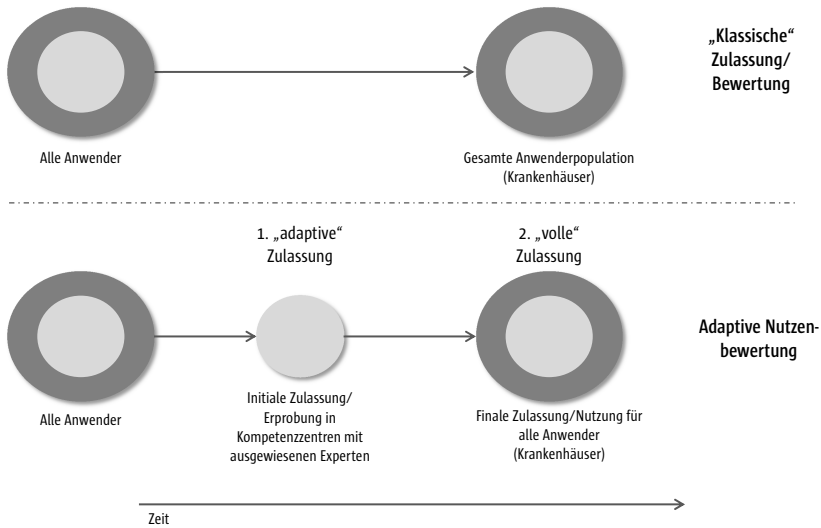 „Klassische“
Zulassung/
Bewertung
Alle Anwender
Gesamte Anwenderpopulation
(Krankenhäuser)
1. „adaptive“
Zulassung
2. „volle“
Zulassung
Adaptive Nutzen-
bewertung
Alle Anwender
Initiale Zulassung/
Erprobung in
Kompetenzzentren mit
ausgewiesenen Experten
Finale Zulassung/Nutzung für
alle Anwender
(Krankenhäuser)
Zeit